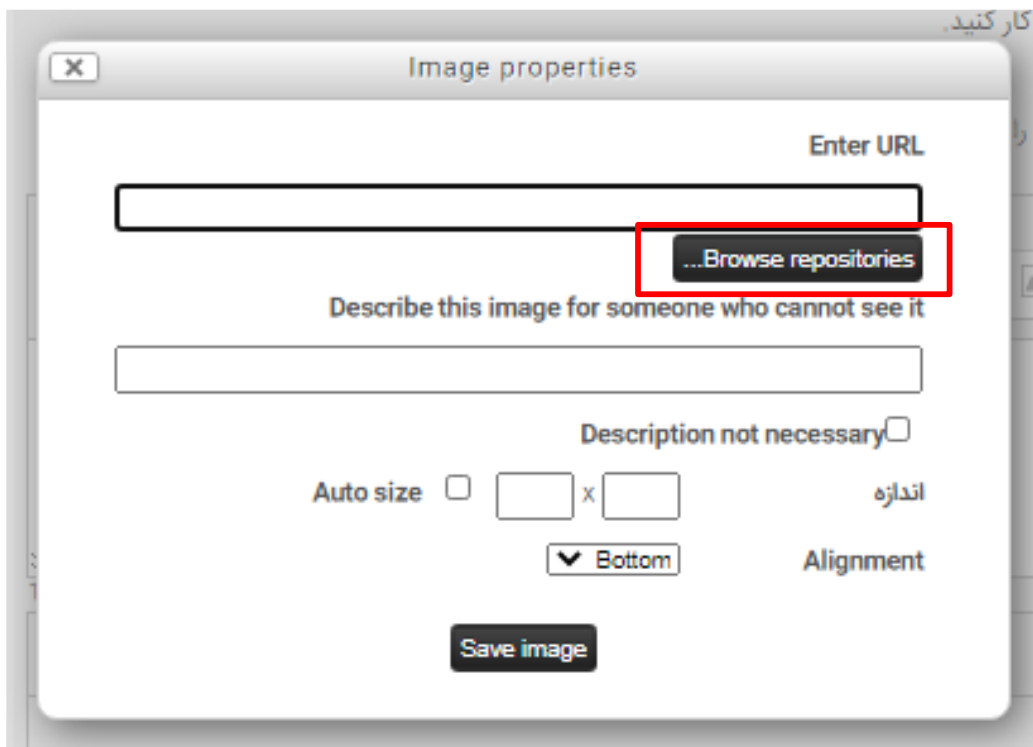 کار کنید.
Image properties
را
Enter URL
...Browse repositories
Describe this image for someone who cannot see it
Description not necessary
اندازه x Auto size
Alignment Bottom
Save image